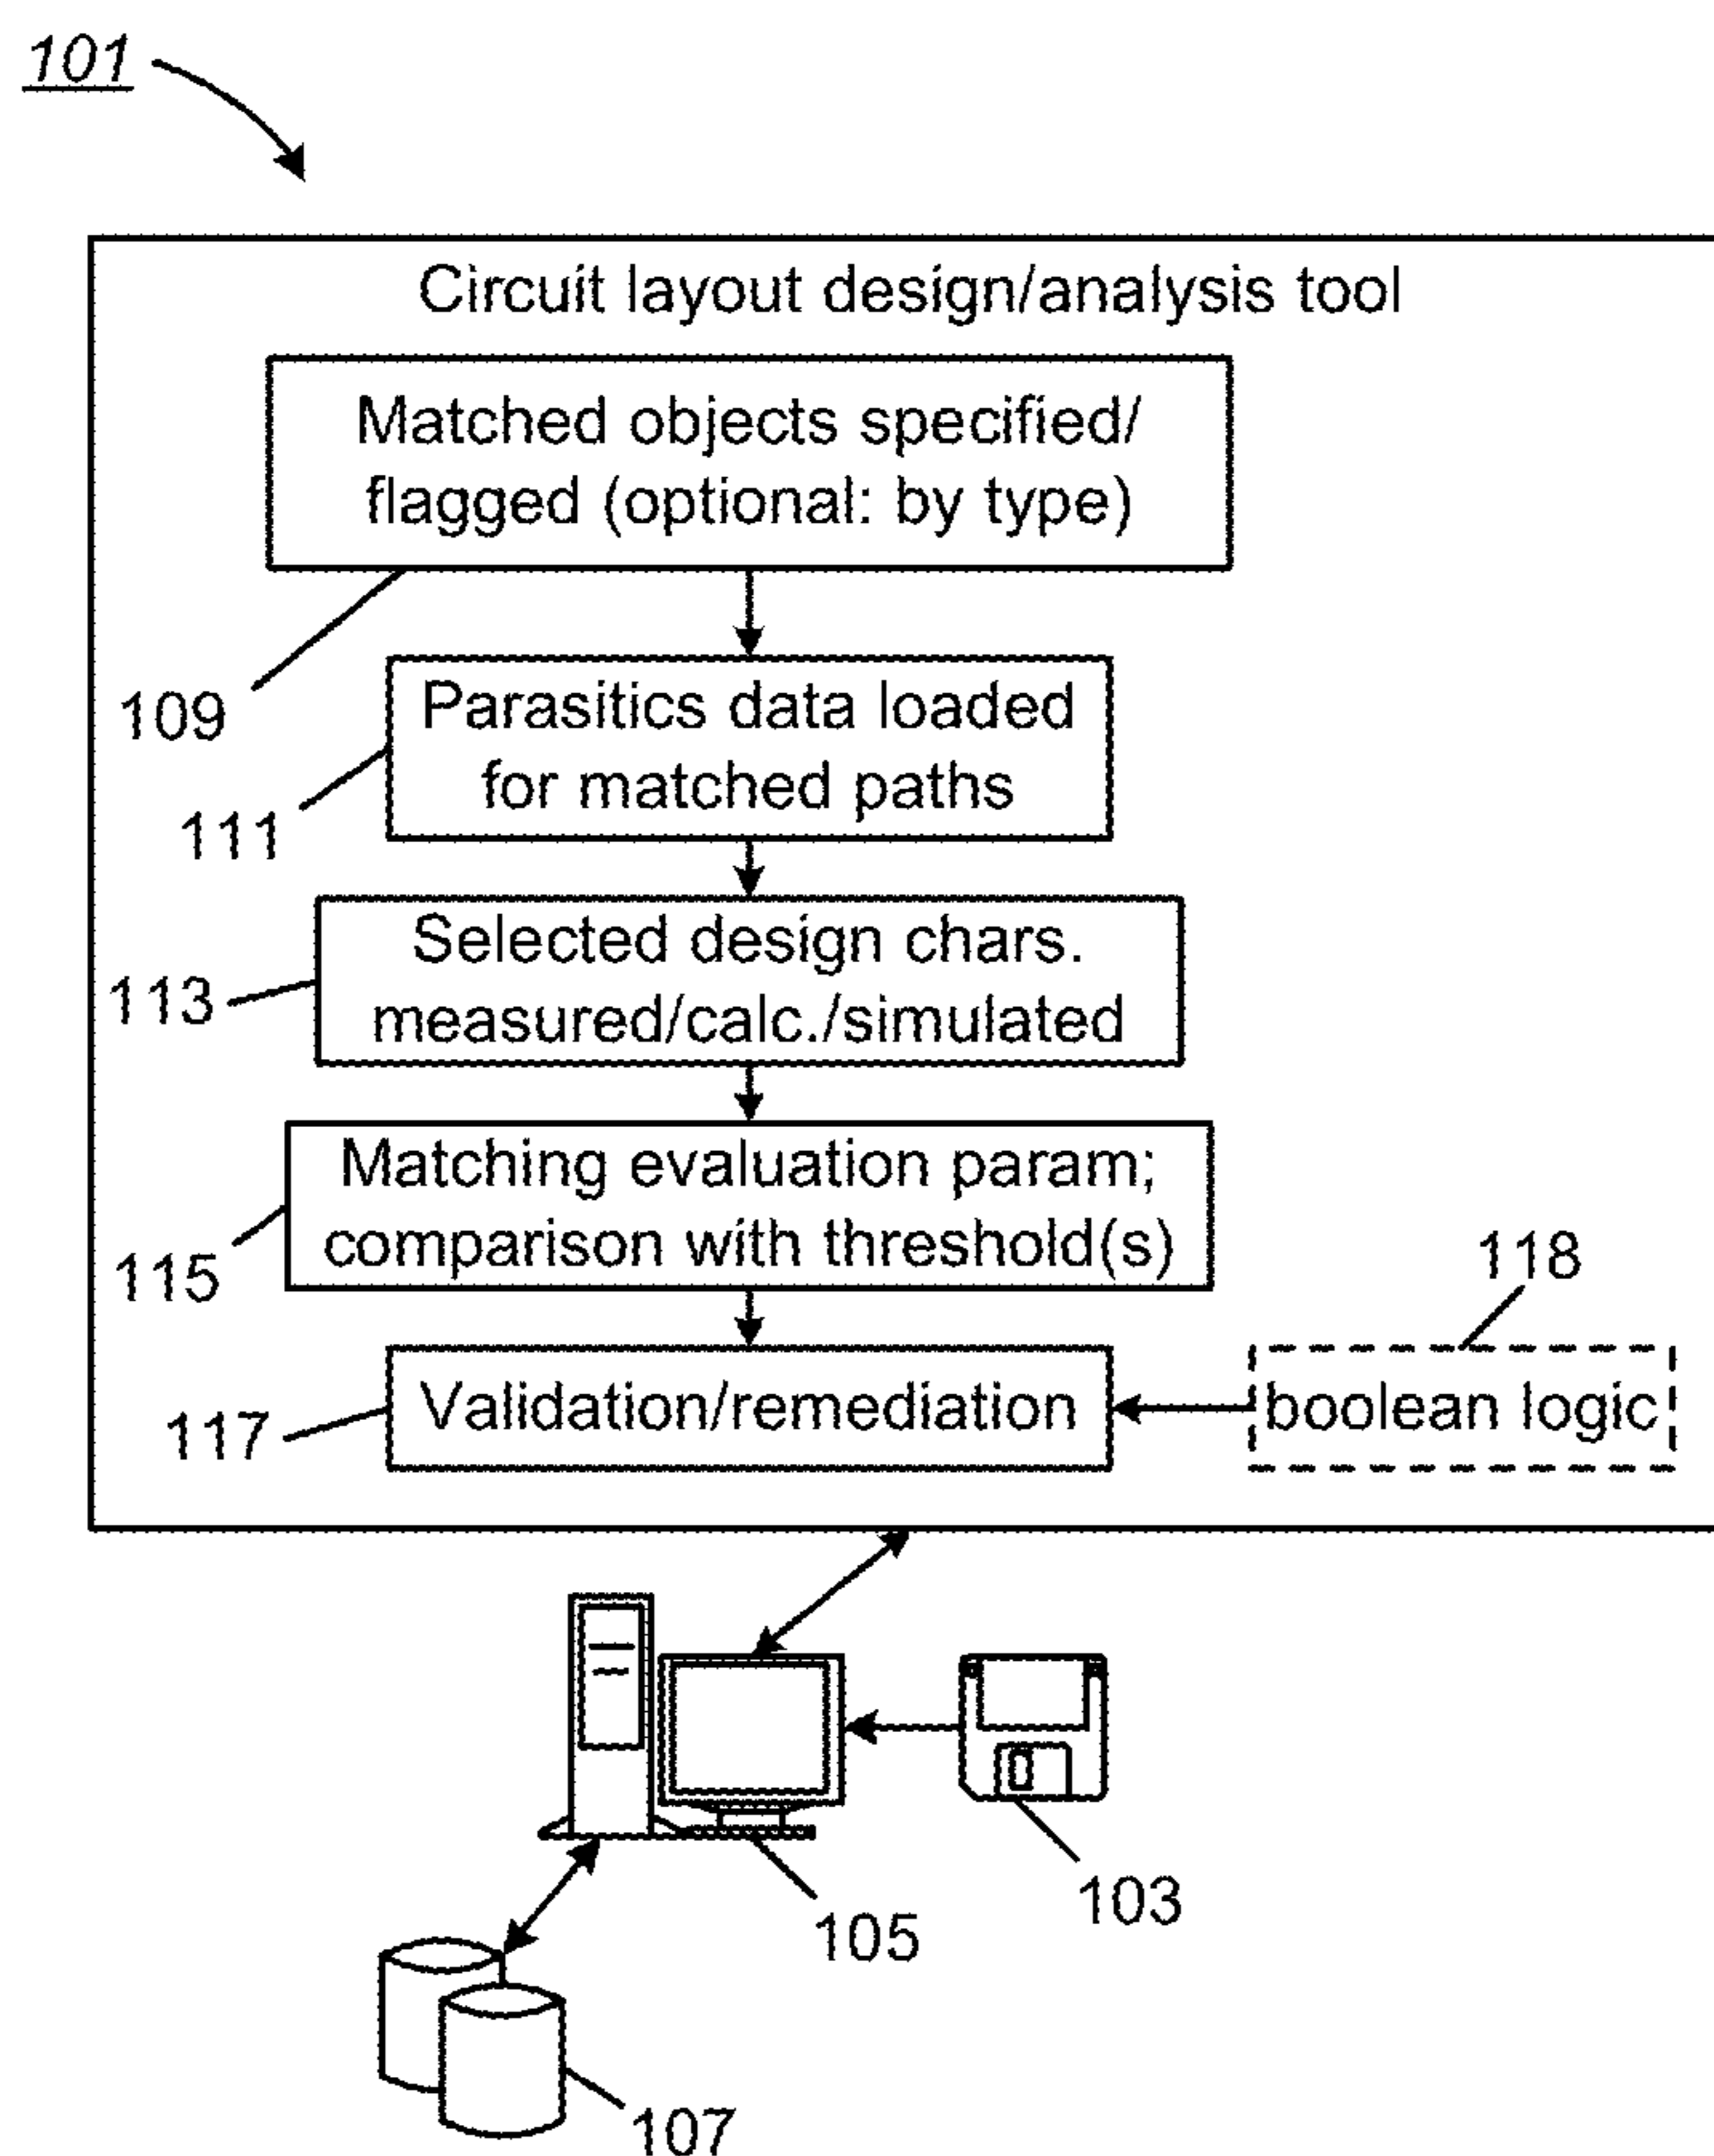 101
Circuit layout design/analysis tool
Matched objects specified/
flagged (optional: by type)
109
Parasitics data loaded
for matched paths
111
Selected design chars.
measured/calc./simulated
113
Matching evaluation param;
comparison with threshold(s)
115
118
Validation/remediation
boolean logic
117
103
105
107